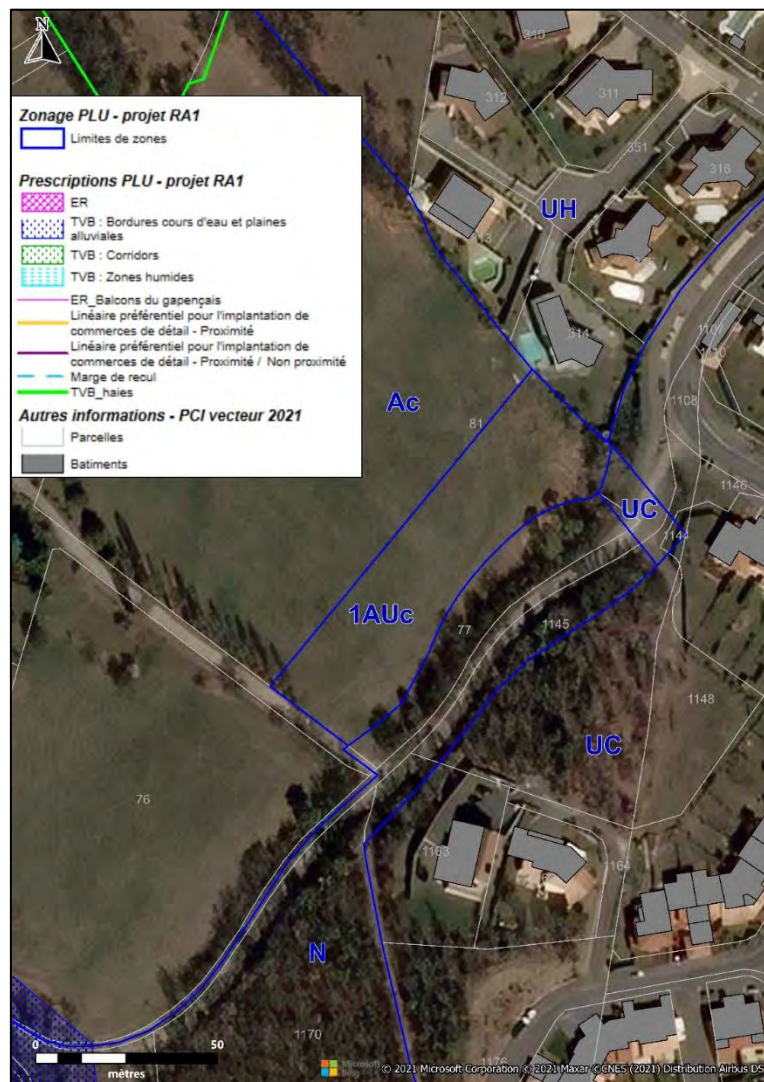 N
Zonage PLU - projet RA1
Limites de zones
Prescriptions PLU - projet RA1
ER
TVB : Bordures cours d'eau et plaines
alluviales
TVB : Corridors
TVB : Zones humides
ER_Balcons du gapençais
Linéaire préférentiel pour l'implantation de
commerces de détail - Proximité
Linéaire préférentiel pour l'implantation de
commerces de détail - Proximité / Non proximité
Marge de recul
TVB_haies
Autres informations - PCI vecteur 2021
Parcelles
Batiments
310
312
311
351
316
UH
314
1107
1108
Ac
81
1146
UC
1144
1AUc
77
1145
1148
UC
76
1163
1164
N
1170
1176
0 50
mètres
Microsoft
Bing
© 2021 Microsoft Corporation © 2021 Maxar ©CNES (2021) Distribution Airbus DS